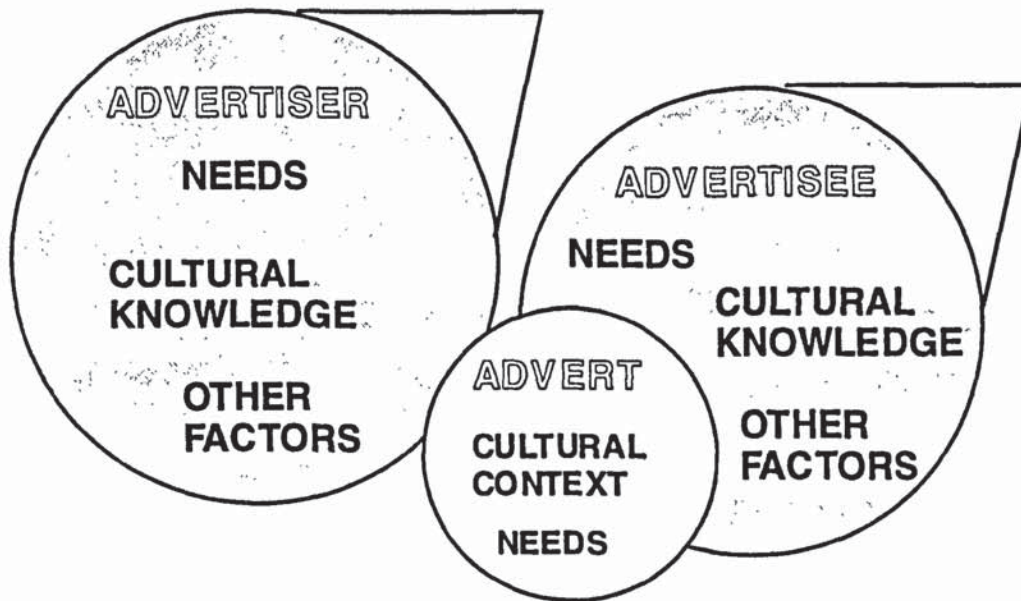 ADVERTISER
NEEDS
CULTURAL
KNOWLEDGE
OTHER
FACTORS
ADVERTISEE
NEEDS
CULTURAL
KNOWLEDGE
OTHER
FACTORS
ADVERT
CULTURAL
CONTEXT
NEEDS